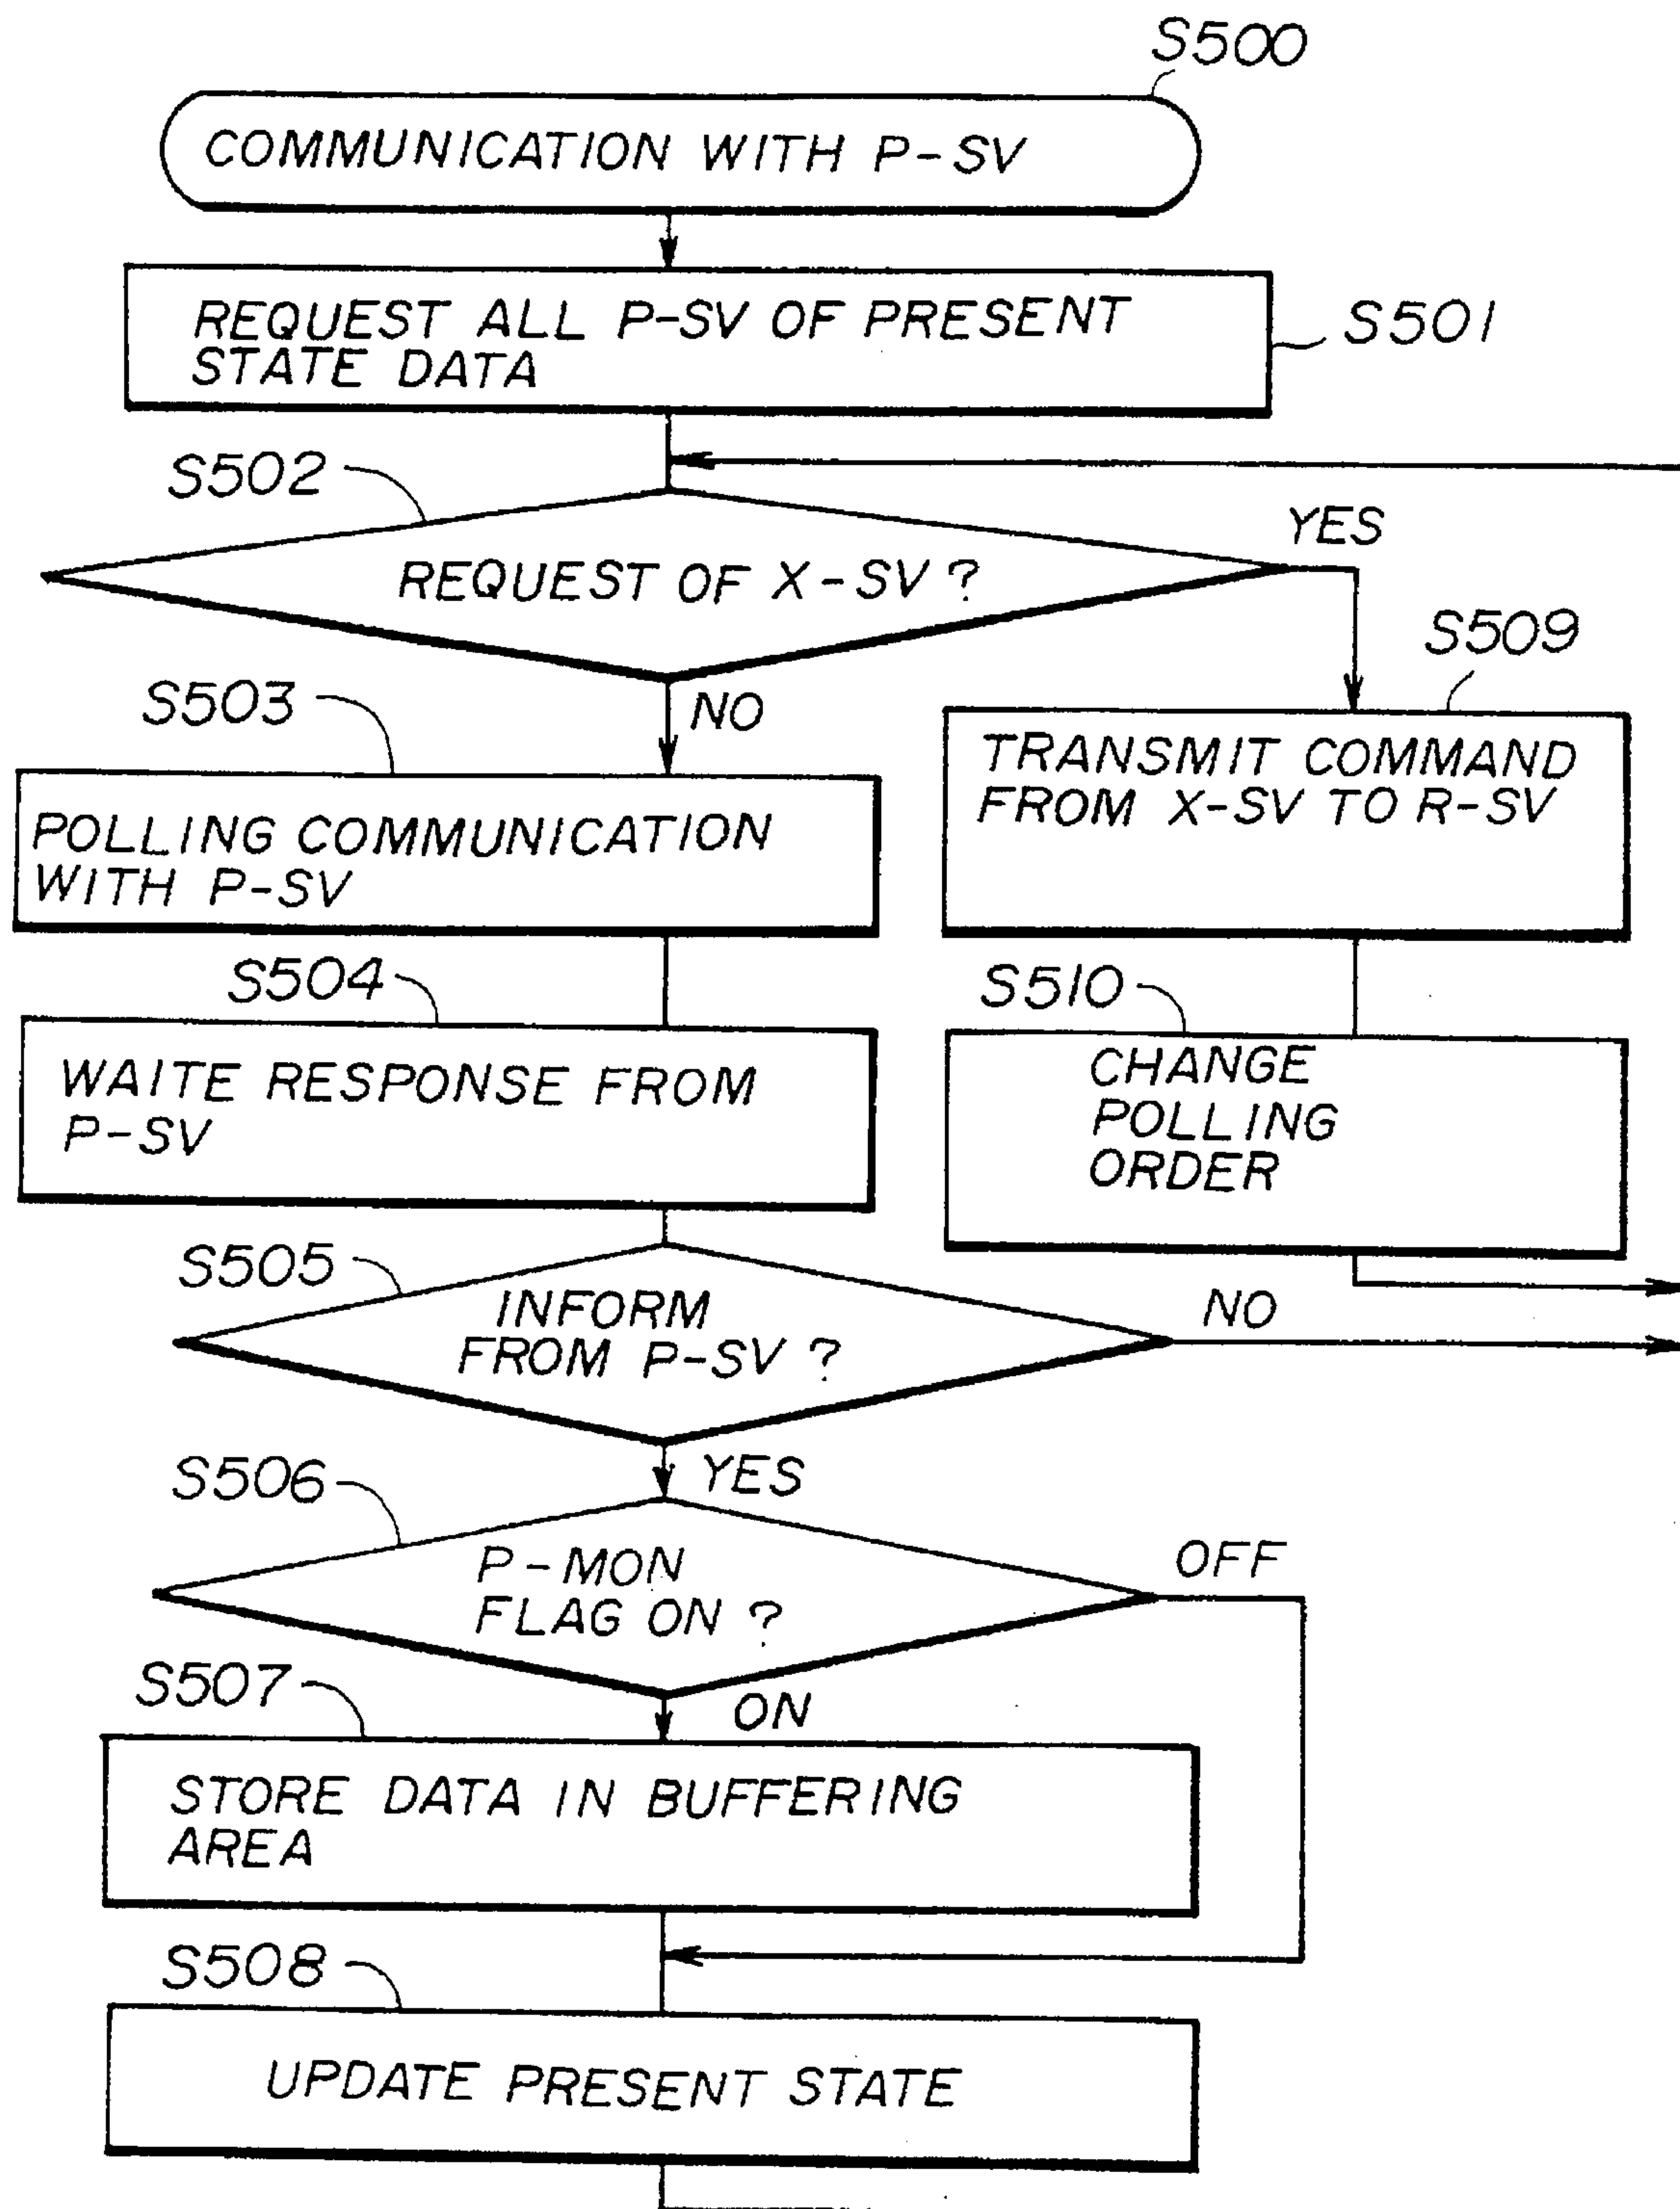 S500
COMMUNICATION WITH P-SV
REQUEST ALL P-SV OF PRESENT
STATE DATA
S501
S502
REQUEST OF X-SV ?
YES
S509
S503
NO
TRANSMIT COMMAND
FROM X-SV TO R-SV
POLLING COMMUNICATION
WITH P-SV
S504
S510
WAITE RESPONSE FROM
P-SV
CHANGE
POLLING
ORDER
S505
INFORM
FROM P-SV ?
NO
YES
S506
P-MON
FLAG ON ?
OFF
S507
ON
STORE DATA IN BUFFERING
AREA
S508
UPDATE PRESENT STATE